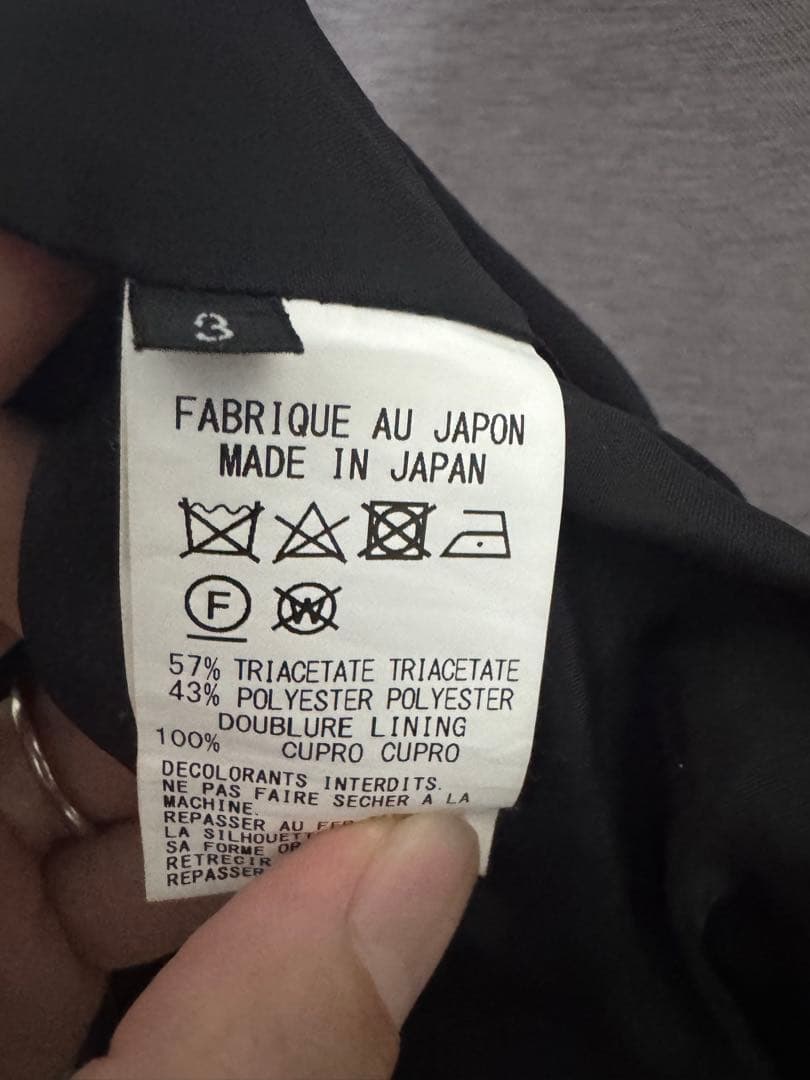 3
FABRIQUE AU JAPON
MADE IN JAPAN
F W
57% TRIACETATE TRIACETATE
43% POLYESTER POLYESTER
DOUBLURE LINING
100% CUPRO CUPRO
DECOLORANTS INTERDITS.
NE PAS FAIRE SECHER A LA
MACHINE.
REPASSER AU
LA
SA FORME
RETRECIR
REPASSER